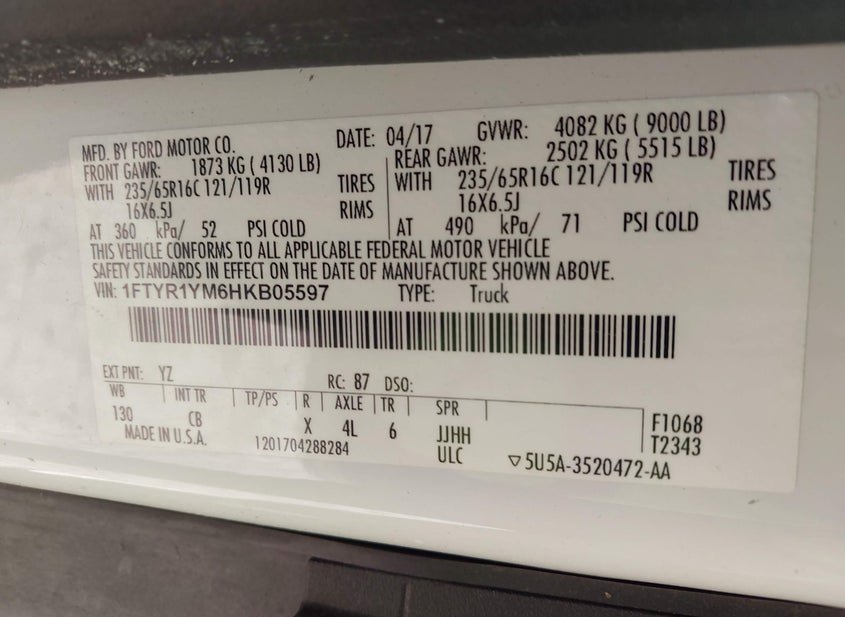 MFD. BY FORD MOTOR CO. DATE: 04/17 GVWR: 4082 KG ( 9000 LB)
FRONT GAWR: 1873 KG ( 4130 LB) REAR GAWR: 2502 KG ( 5515 LB)
WITH 235/65R16C 121/119R TIRES WITH 235/65R16C 121/119R TIRES
16X6.5J RIMS 16X6.5J RIMS
AT 360 kPa/ 52 PSI COLD AT 490 kPa/ 71 PSI COLD
THIS VEHICLE CONFORMS TO ALL APPLICABLE FEDERAL MOTOR VEHICLE
SAFETY STANDARDS IN EFFECT ON THE DATE OF MANUFACTURE SHOWN ABOVE.
VIN: 1FTYR1YM6HKB05597 TYPE: Truck
EXT PNT: YZ RC: 87 DSO:
WB INT TR TP/PS R AXLE TR SPR
130 CB X 4L 6 JJHH F1068
MADE IN U.S.A. 1201704288284 ULC T2343
▽5U5A-3520472-AA